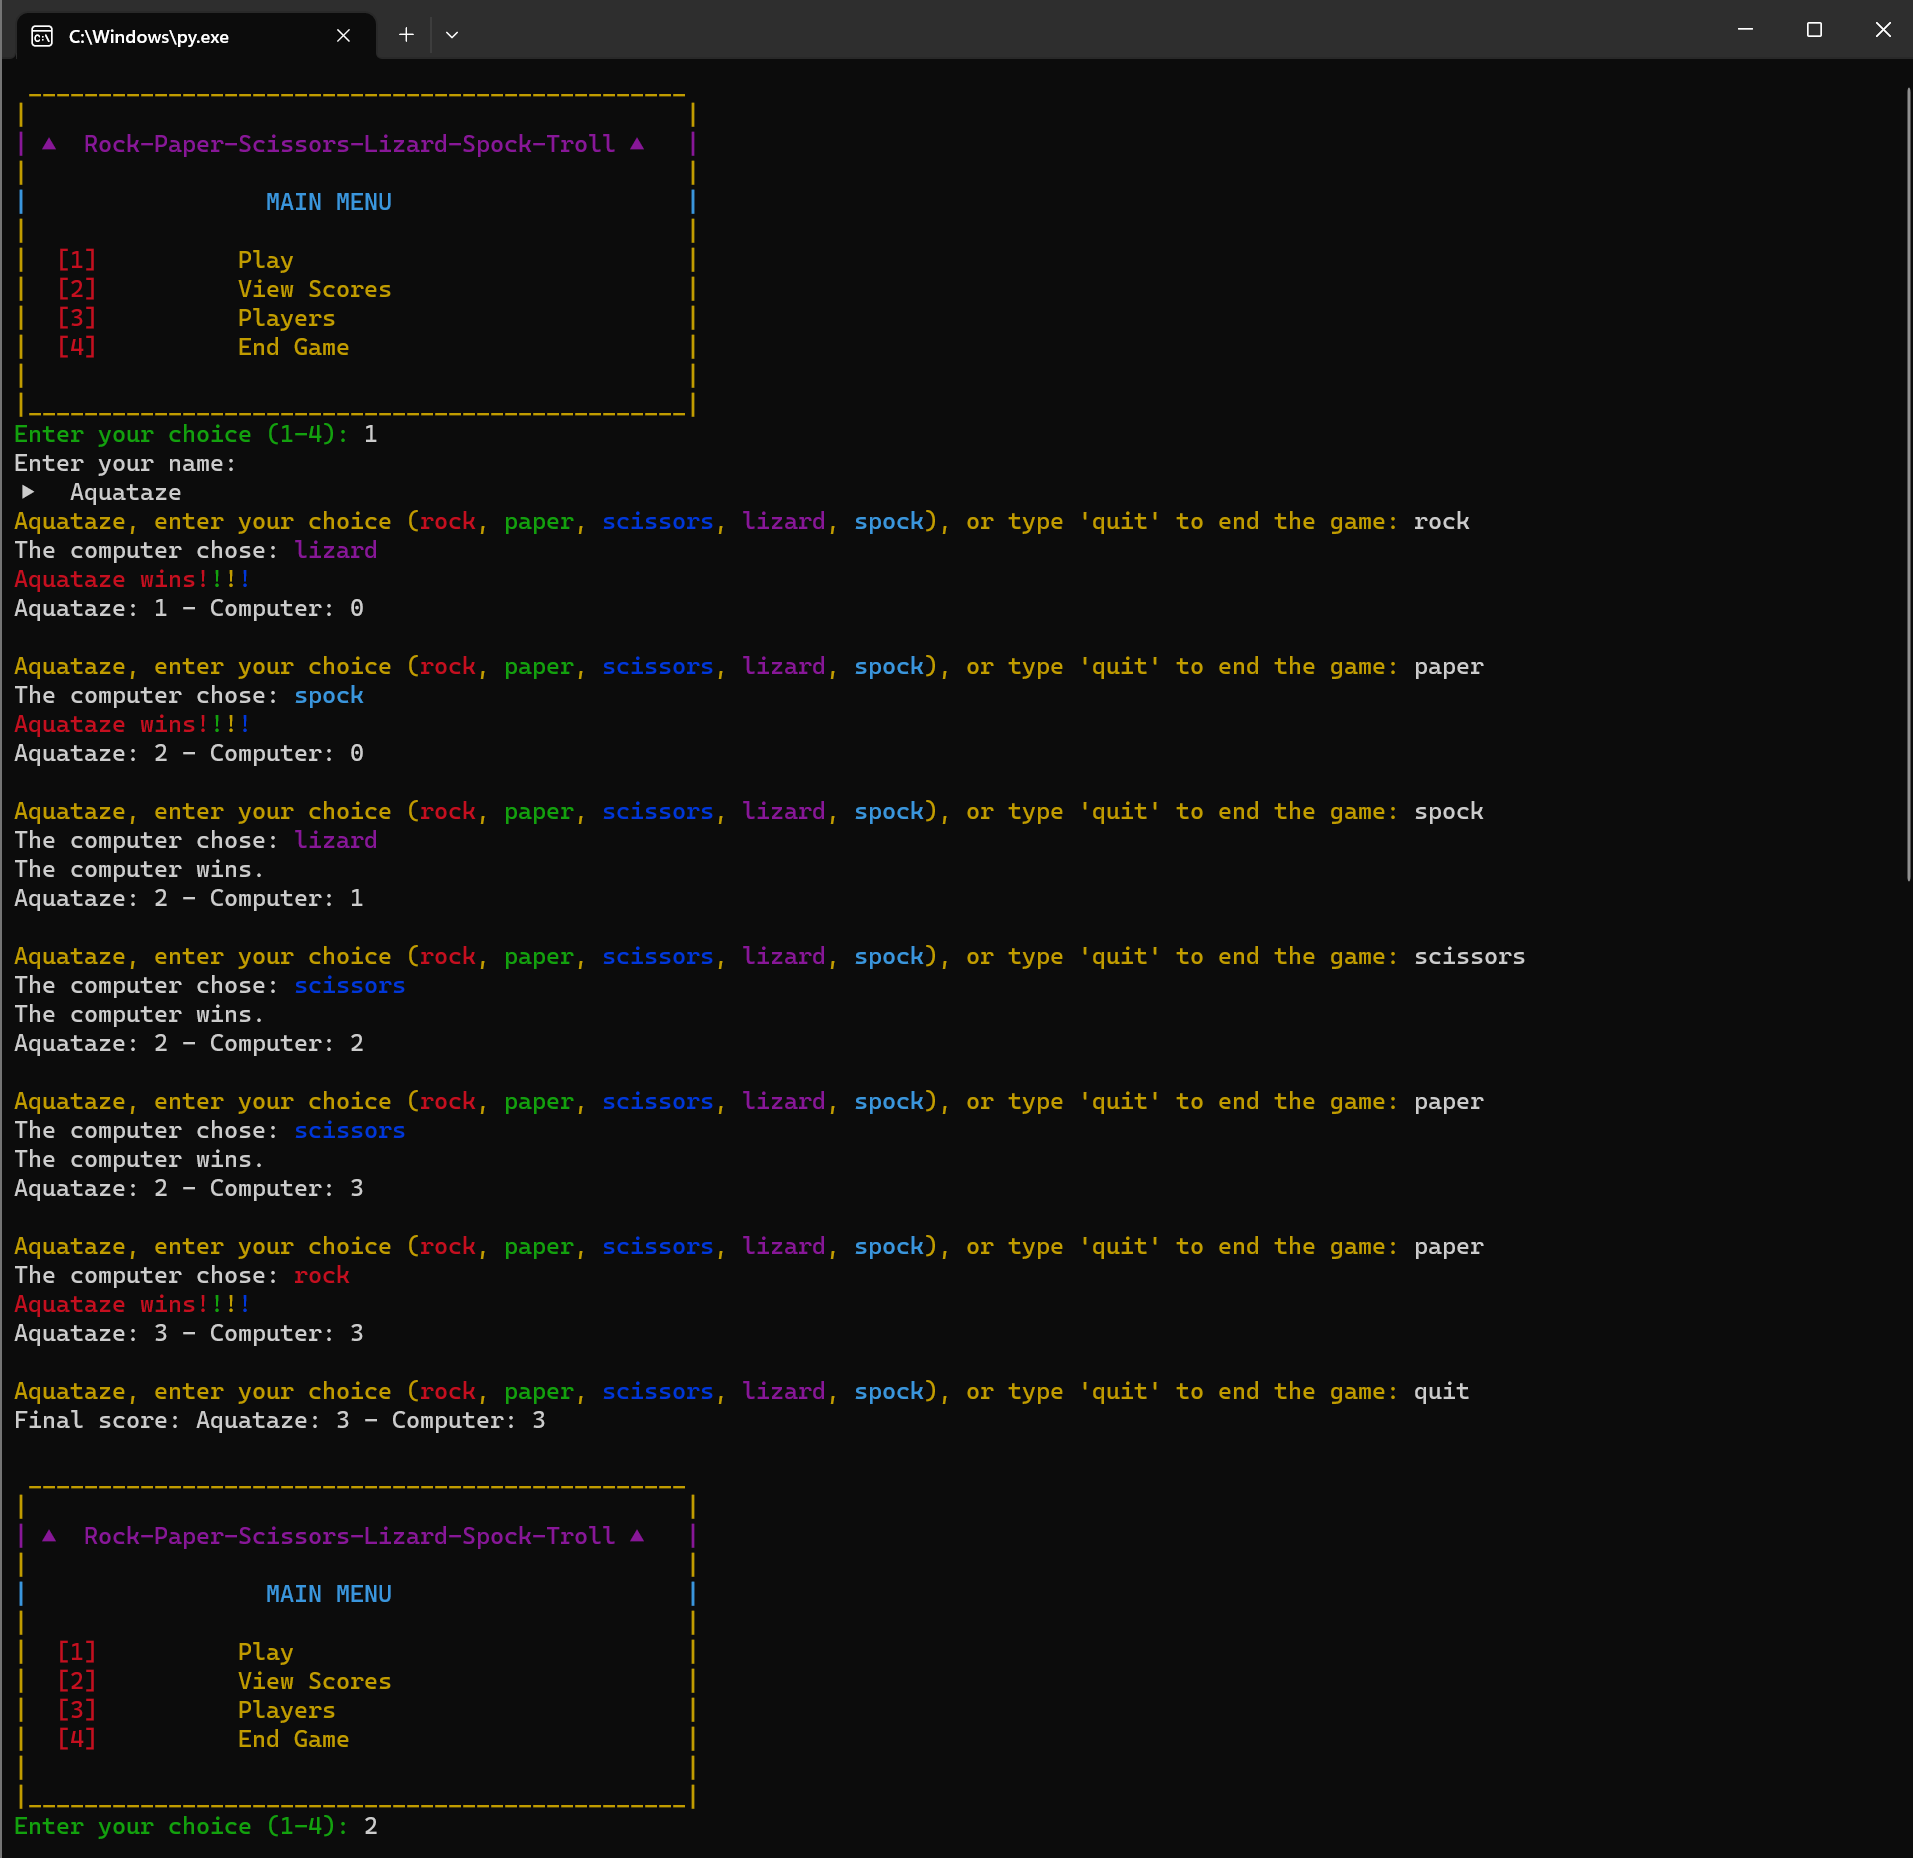 C:\Windows\py.exe
▲  Rock-Paper-Scissors-Lizard-Spock-Troll ▲
MAIN MENU
[1] Play
[2] View Scores
[3] Players
[4] End Game
Enter your choice (1-4): 1
Enter your name:
► Aquataze
Aquataze, enter your choice (rock, paper, scissors, lizard, spock), or type 'quit' to end the game: rock
The computer chose: lizard
Aquataze wins!!!!
Aquataze: 1 - Computer: 0
Aquataze, enter your choice (rock, paper, scissors, lizard, spock), or type 'quit' to end the game: paper
The computer chose: spock
Aquataze wins!!!!
Aquataze: 2 - Computer: 0
Aquataze, enter your choice (rock, paper, scissors, lizard, spock), or type 'quit' to end the game: spock
The computer chose: lizard
The computer wins.
Aquataze: 2 - Computer: 1
Aquataze, enter your choice (rock, paper, scissors, lizard, spock), or type 'quit' to end the game: scissors
The computer chose: scissors
The computer wins.
Aquataze: 2 - Computer: 2
Aquataze, enter your choice (rock, paper, scissors, lizard, spock), or type 'quit' to end the game: paper
The computer chose: scissors
The computer wins.
Aquataze: 2 - Computer: 3
Aquataze, enter your choice (rock, paper, scissors, lizard, spock), or type 'quit' to end the game: paper
The computer chose: rock
Aquataze wins!!!!
Aquataze: 3 - Computer: 3
Aquataze, enter your choice (rock, paper, scissors, lizard, spock), or type 'quit' to end the game: quit
Final score: Aquataze: 3 - Computer: 3
▲  Rock-Paper-Scissors-Lizard-Spock-Troll ▲
MAIN MENU
[1] Play
[2] View Scores
[3] Players
[4] End Game
Enter your choice (1-4): 2